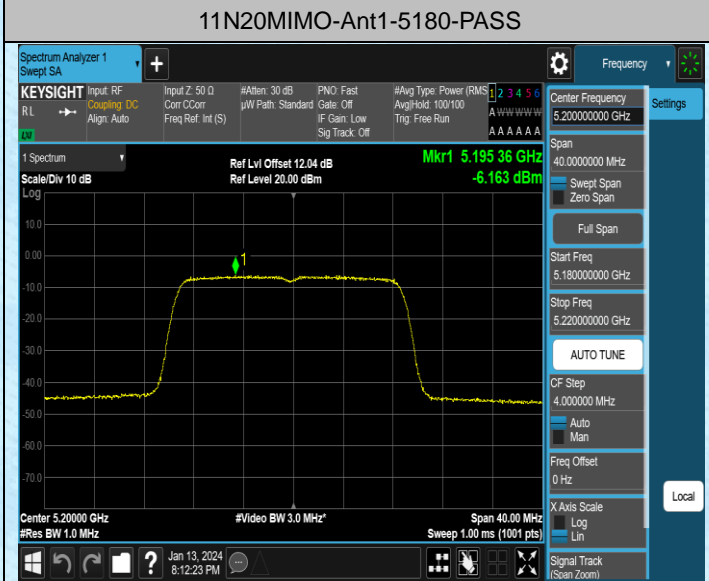 11N20MIMO-Ant1-5180-PASS
Spectrum Analyzer 1
Swept SA
+
Frequency
KEYSIGHT
RL
LXI
Input: RF
Coupling: DC
Align: Auto
Input Z: 50 Ω
Corr CCorr
Freq Ref: Int (S)
#Atten: 30 dB
µW Path: Standard
PNO: Fast
Gate: Off
IF Gain: Low
Sig Track: Off
#Avg Type: Power (RMS
Avg|Hold: 100/100
Trig: Free Run
1 2 3 4 5 6
A W W W W W
A A A A A A
1 Spectrum
Scale/Div 10 dB
Log
Ref Lvl Offset 12.04 dB
Ref Level 20.00 dBm
Mkr1 5.195 36 GHz
-6.163 dBm
10.0
0.00
-10.0
-20.0
-30.0
-40.0
-50.0
-60.0
-70.0
1
Center 5.20000 GHz
#Res BW 1.0 MHz
#Video BW 3.0 MHz*
Span 40.00 MHz
Sweep 1.00 ms (1001 pts)
Center Frequency
5.200000000 GHz
Settings
Span
40.0000000 MHz
Swept Span
Zero Span
Full Span
Start Freq
5.180000000 GHz
Stop Freq
5.220000000 GHz
AUTO TUNE
CF Step
4.000000 MHz
Auto
Man
Freq Offset
0 Hz
X Axis Scale
Log
Lin
Local
Signal Track
(Span Zoom)
?
Jan 13, 2024
8:12:23 PM